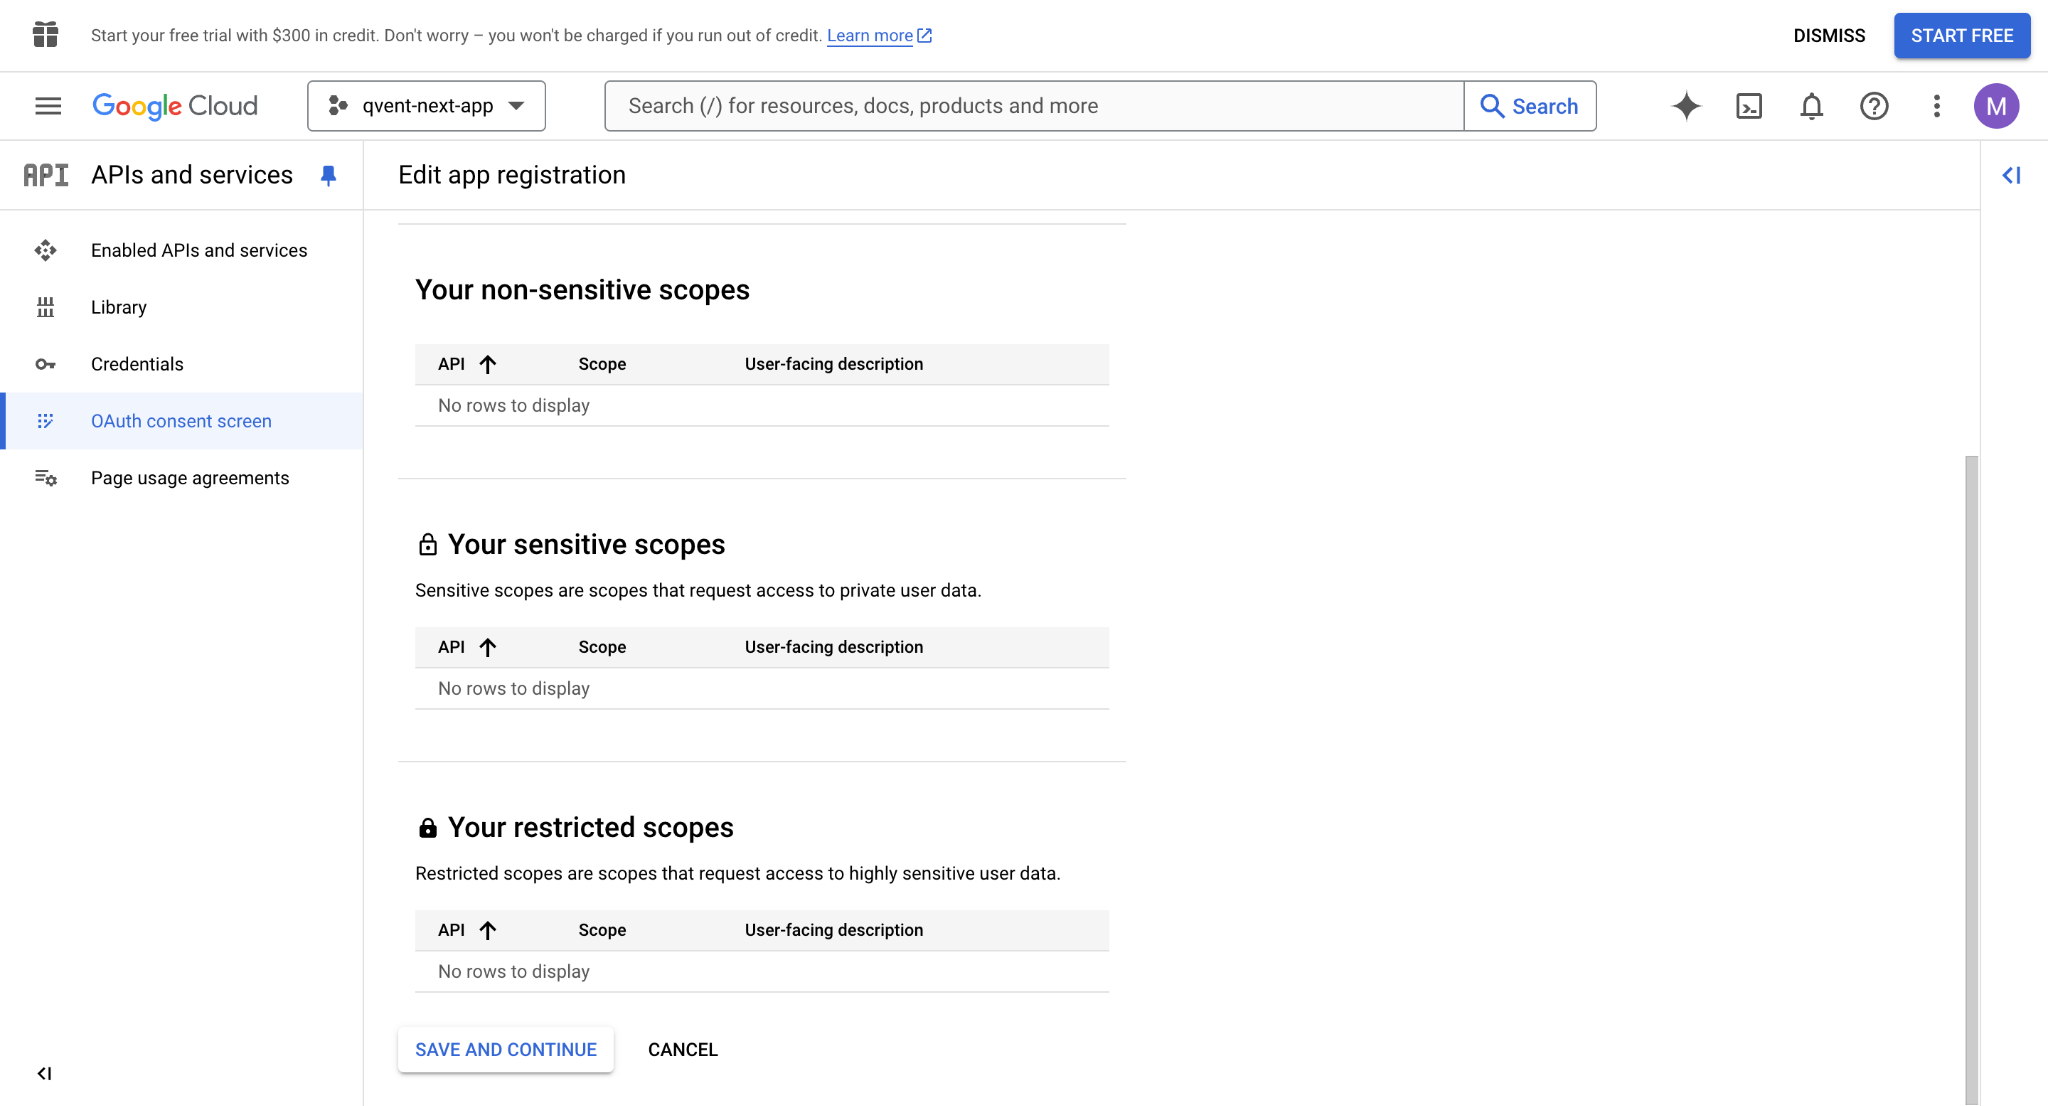 Start your free trial with $300 in credit. Don't worry – you won't be charged if you run out of credit. Learn more
DISMISS
START FREE
Google Cloud
qvent-next-app
Search (/) for resources, docs, products and more
Search
M
API
APIs and services
Edit app registration
Enabled APIs and services
Library
Credentials
OAuth consent screen
Page usage agreements
Your non-sensitive scopes
API Scope User-facing description
No rows to display
Your sensitive scopes
Sensitive scopes are scopes that request access to private user data.
API Scope User-facing description
No rows to display
Your restricted scopes
Restricted scopes are scopes that request access to highly sensitive user data.
API Scope User-facing description
No rows to display
SAVE AND CONTINUE
CANCEL